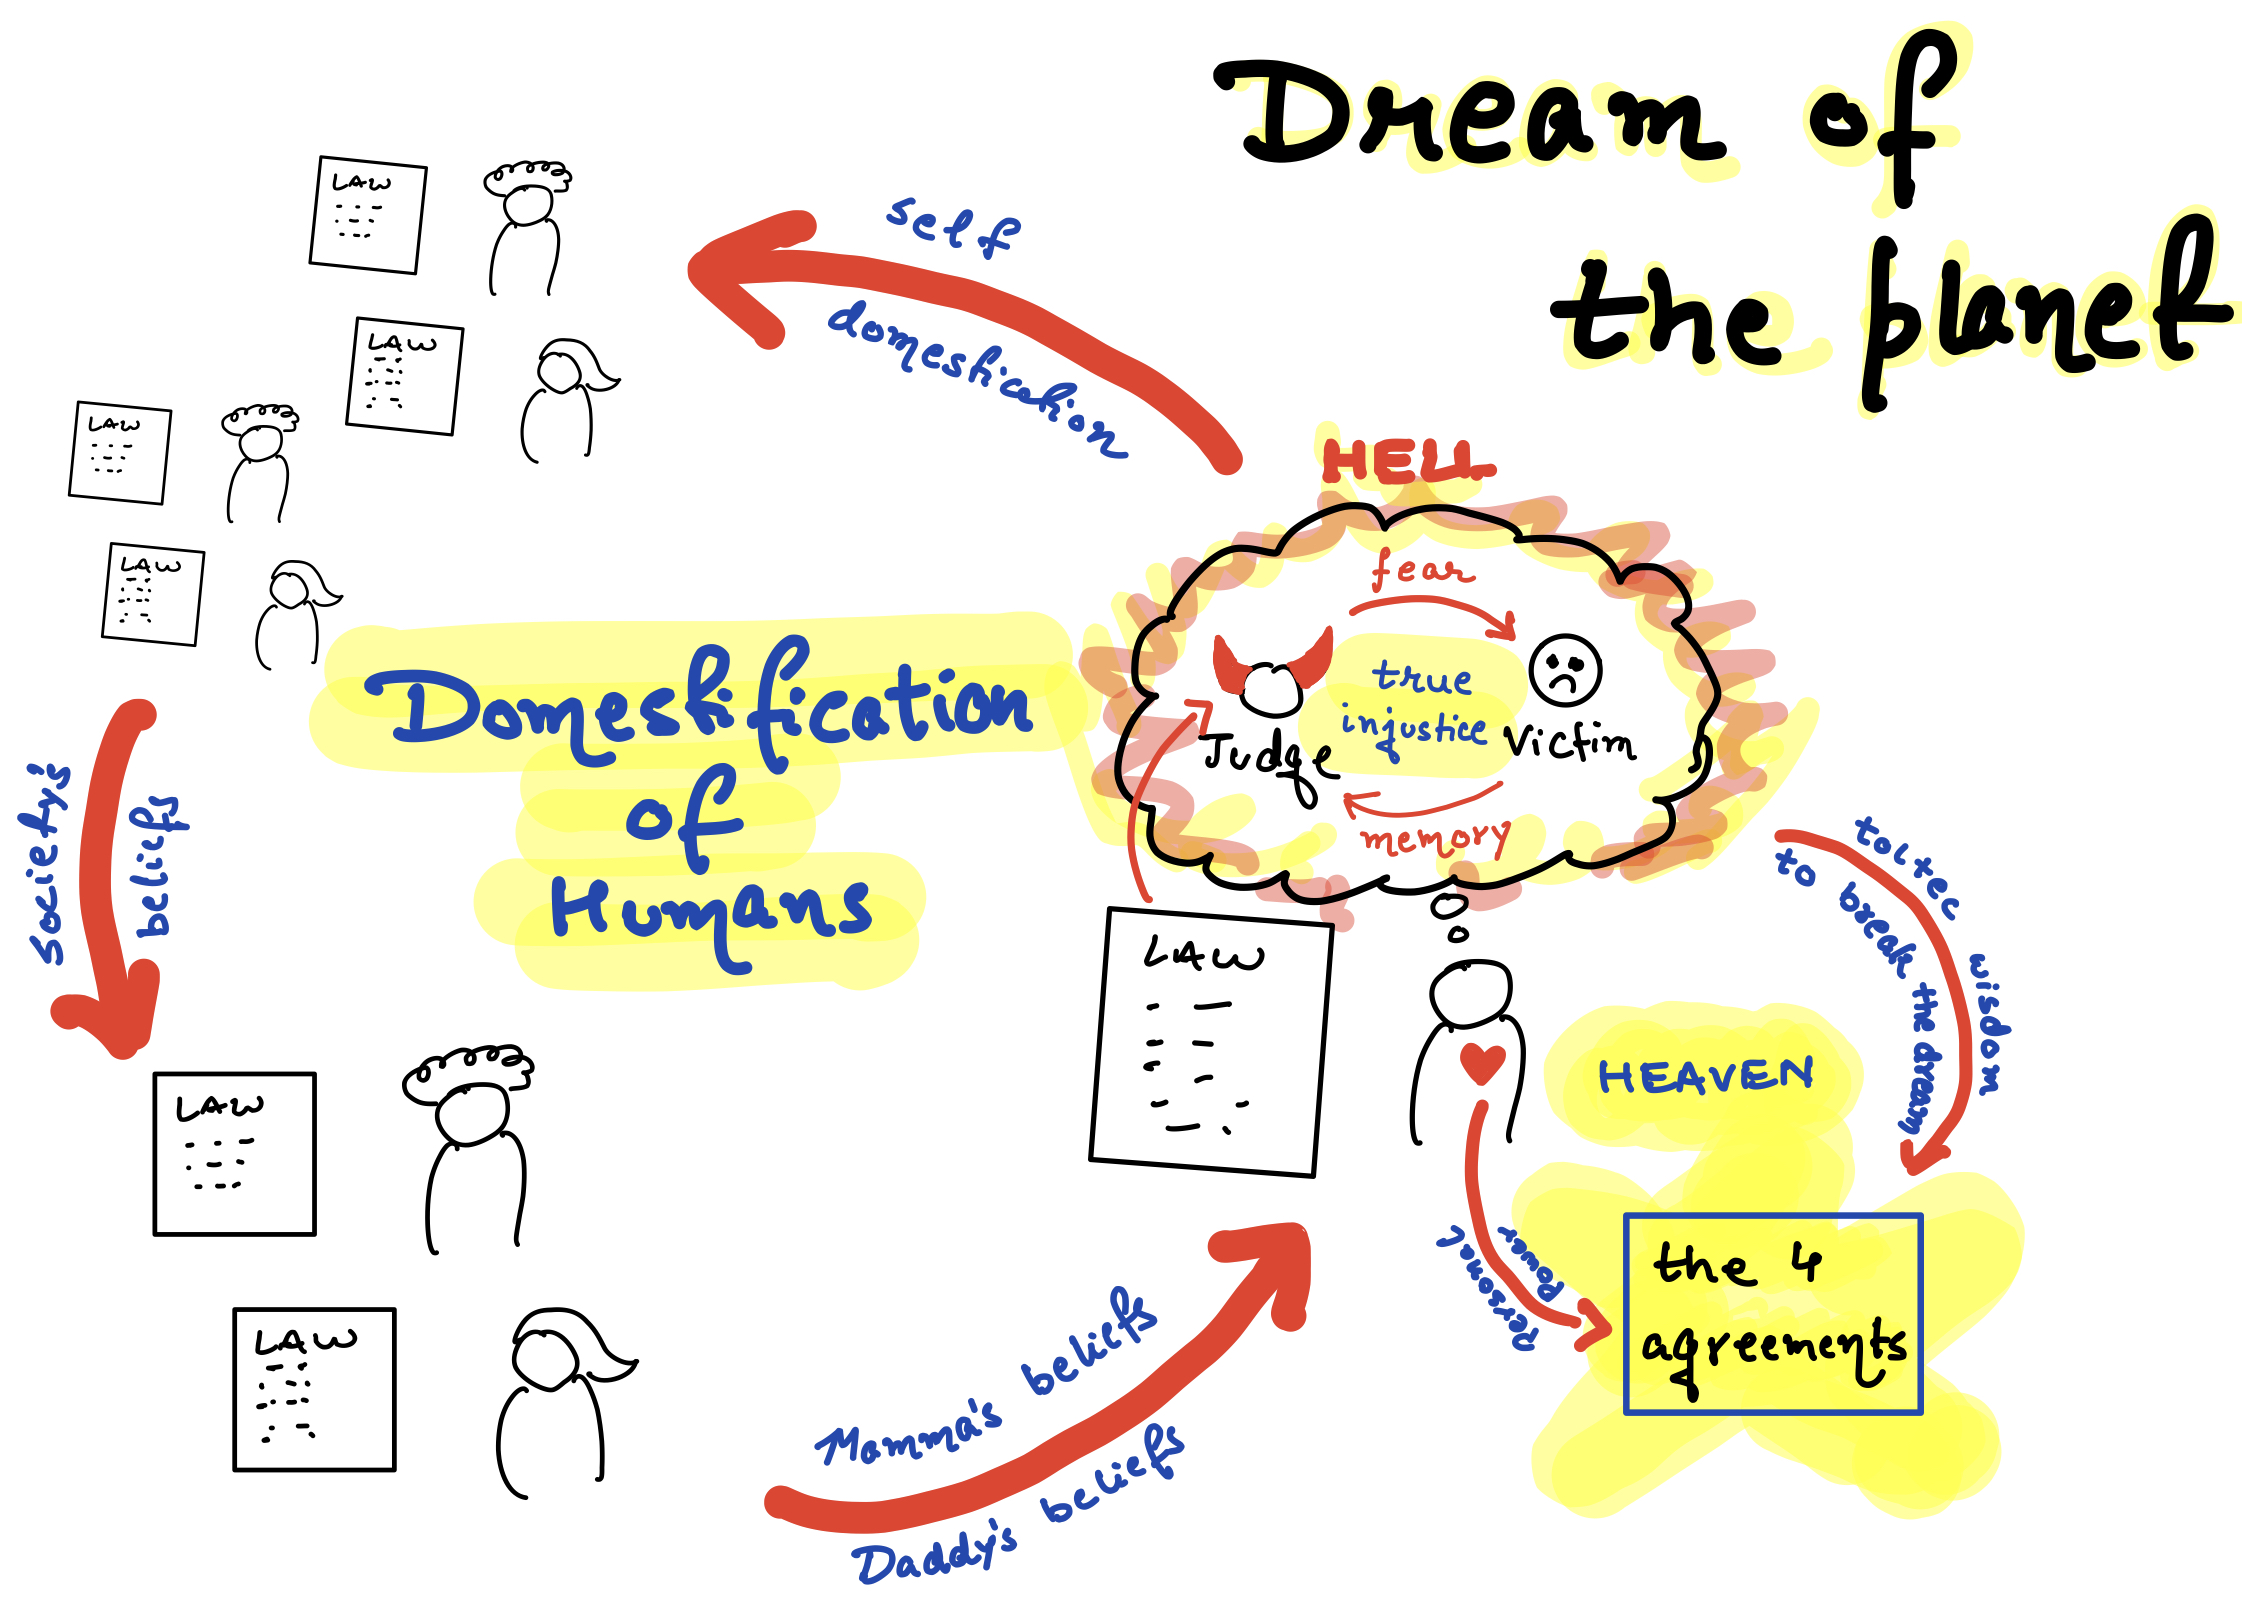 Dream of
the planet
LAW
LAW
LAW
LAW
self
domestication
HELL
fear
true
injustice
Judge
Victim
memory
Domestification
of
Humans
Society's
beliefs
LAW
toltec wisdom
to break the dream
HEAVEN
LAW
LAW
Vomates
tomad
the 4
agreements
Mamma's beliefs
Daddy's beliefs